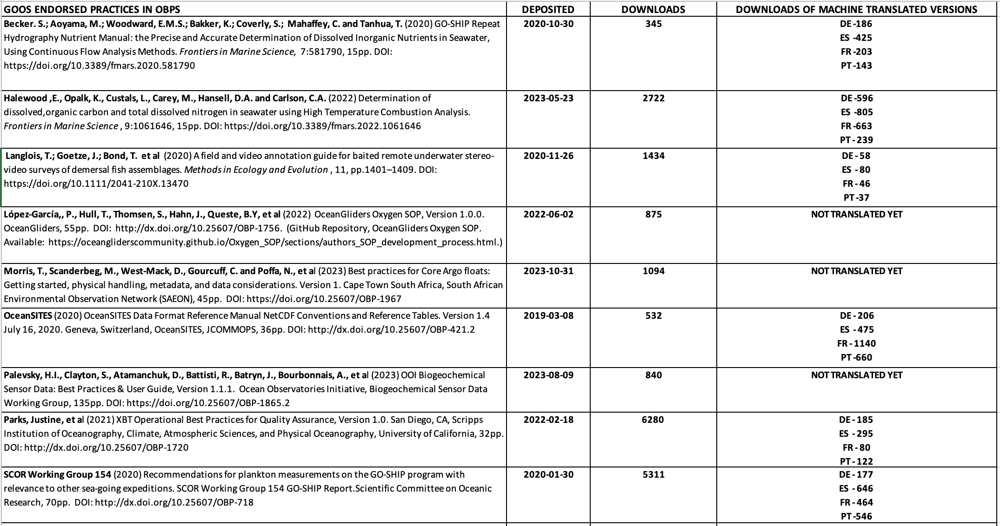 GOOS ENDORSED PRACTICES IN OBPS	DEPOSITED	DOWNLOADS	DOWNLOADS OF MACHINE TRANSLATED VERSIONS
Becker. S.; Aoyama, M.; Woodward, E.M.S.; Bakker, K.; Coverly, S.; Mahaffey, C. and Tanhua, T. (2020) GO-SHIP Repeat	2020-10-30	345	DE -186
Hydrography Nutrient Manual: the Precise and Accurate Determination of Dissolved Inorganic Nutrients in Seawater,	ES -425
Using Continuous Flow Analysis Methods. Frontiers in Marine Science, 7:581790, 15pp. DOI:	FR -203
https://doi.org/10.3389/fmars.2020.581790	PT -143
Halewood ,E., Opalk, K., Custals, L., Carey, M., Hansell, D.A. and Carlson, C.A. (2022) Determination of	2023-05-23	2722	DE -596
dissolved,organic carbon and total dissolved nitrogen in seawater using High Temperature Combustion Analysis.	ES -805
Frontiers in Marine Science , 9:1061646, 15pp. DOI: https://doi.org/10.3389/fmars.2022.1061646	FR -663
PT - 239
Langlois, T.; Goetze, J.; Bond, T. et al (2020) A field and video annotation guide for baited remote underwater stereo-	2020-11-26	1434	DE - 58
video surveys of demersal fish assemblages. Methods in Ecology and Evolution , 11, pp.1401–1409. DOI:	ES - 80
https://doi.org/10.1111/2041-210X.13470	FR - 46
PT -37
López-García,, P., Hull, T., Thomsen, S., Hahn, J., Queste, B.Y, et al (2022) OceanGliders Oxygen SOP, Version 1.0.0.	2022-06-02	875	NOT TRANSLATED YET
OceanGliders, 55pp. DOI: http://dx.doi.org/10.25607/OBP-1756. (GitHub Repository, OceanGliders Oxygen SOP.
Available: https://oceangliderscommunity.github.io/Oxygen_SOP/sections/authors_SOP_development_process.html.)
Morris, T., Scanderbeg, M., West-Mack, D., Gourcuff, C. and Poffa, N., et al (2023) Best practices for Core Argo floats:	2023-10-31	1094	NOT TRANSLATED YET
Getting started, physical handling, metadata, and data considerations. Version 1. Cape Town South Africa, South African
Environmental Observation Network (SAEON), 45pp. DOI: https://doi.org/10.25607/OBP-1967
OceanSITES (2020) OceanSITES Data Format Reference Manual NetCDF Conventions and Reference Tables. Version 1.4	2019-03-08	532	DE - 206
July 16, 2020. Geneva, Switzerland, OceanSITES, JCOMMOPS, 36pp. DOI: http://dx.doi.org/10.25607/OBP-421.2	ES - 475
FR - 1140
PT -660
Palevsky, H.I., Clayton, S., Atamanchuk, D., Battisti, R., Batryn, J., Bourbonnais, A., et al (2023) OOI Biogeochemical	2023-08-09	840	NOT TRANSLATED YET
Sensor Data: Best Practices & User Guide, Version 1.1.1. Ocean Observatories Initiative, Biogeochemical Sensor Data
Working Group, 135pp. DOI: https://doi.org/10.25607/OBP-1865.2
Parks, Justine, et al (2021) XBT Operational Best Practices for Quality Assurance, Version 1.0. San Diego, CA, Scripps	2022-02-18	6280	DE - 185
Institution of Oceanography, Climate, Atmospheric Sciences, and Physical Oceanography, University of California, 32pp.	ES - 295
DOI: http://dx.doi.org/10.25607/OBP-1720	FR - 80
PT - 122
SCOR Working Group 154 (2020) Recommendations for plankton measurements on the GO-SHIP program with	2020-01-30	5311	DE - 177
relevance to other sea-going expeditions. SCOR Working Group 154 GO-SHIP Report.Scientific Committee on Oceanic	ES - 646
Research, 70pp. DOI: http://dx.doi.org/10.25607/OBP-718	FR - 464
PT -546